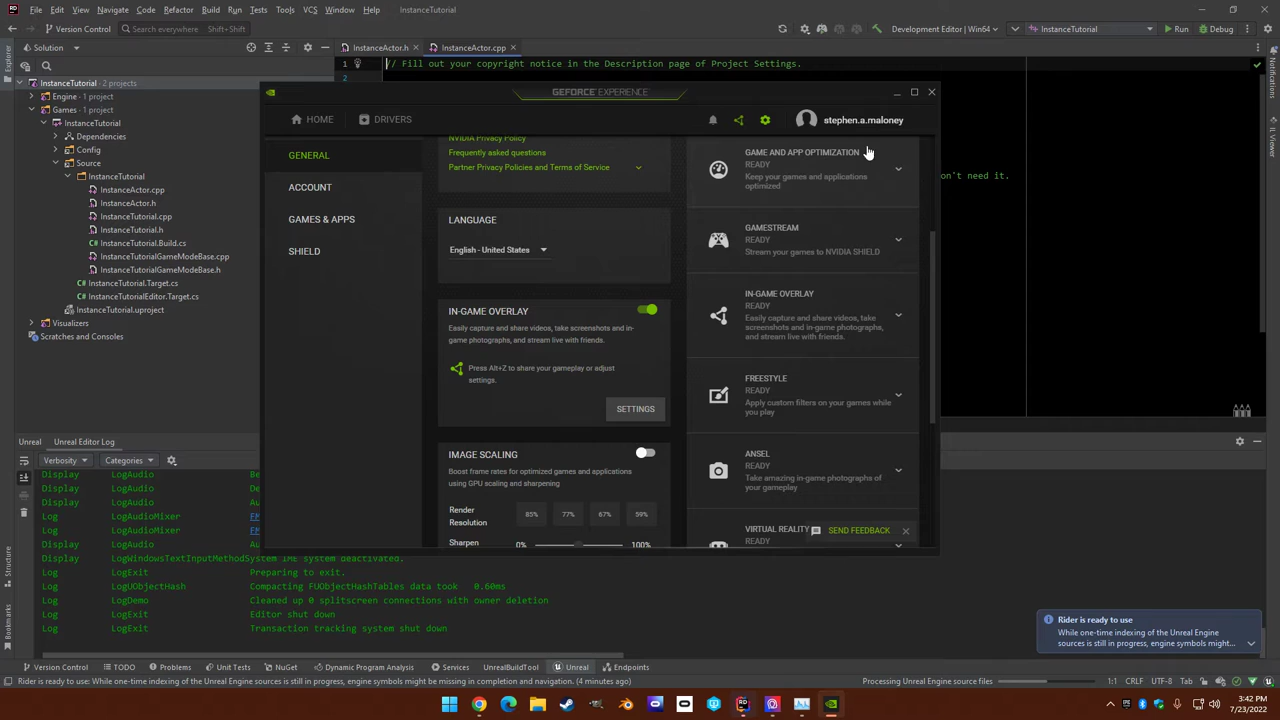 File Edit View Navigate Code Refactor Build Run Tests Tools VCS Window Help InstanceTutorial
Version Control Search everywhere Shift+Shift Development Editor | Win64 InstanceTutorial Run Debug
Explorer
Solution
InstanceActor.h InstanceActor.cpp
Notifications
IL Viewer
InstanceTutorial · 2 projects
Engine · 1 project
Games · 1 project
InstanceTutorial
Dependencies
Config
Source
InstanceTutorial
InstanceActor.cpp
InstanceActor.h
InstanceTutorial.cpp
InstanceTutorial.h
InstanceTutorial.Build.cs
InstanceTutorialGameModeBase.cpp
InstanceTutorialGameModeBase.h
InstanceTutorial.Target.cs
InstanceTutorialEditor.Target.cs
InstanceTutorial.uproject
Visualizers
Scratches and Consoles
1 // Fill out your copyright notice in the Description page of Project Settings.
2
on't need it.
GEFORCE EXPERIENCE
HOME DRIVERS stephen.a.maloney
GENERAL
ACCOUNT
GAMES & APPS
SHIELD
NVIDIA Privacy Policy
Frequently asked questions
Partner Privacy Policies and Terms of Service
LANGUAGE
English - United States
IN-GAME OVERLAY
Easily capture and share videos, take screenshots and in-
game photographs, and stream live with friends.
Press Alt+Z to share your gameplay or adjust
settings.
SETTINGS
IMAGE SCALING
Boost frame rates for optimized games and applications
using GPU scaling and sharpening
Render
Resolution
85% 77% 67% 59%
Sharpen 0% 100%
GAME AND APP OPTIMIZATION
READY
Keep your games and applications
optimized
GAMESTREAM
READY
Stream your games to NVIDIA SHIELD
IN-GAME OVERLAY
READY
Easily capture and share videos, take
screenshots and in-game photographs,
and stream live with friends.
FREESTYLE
READY
Apply custom filters on your games while
you play
ANSEL
READY
Take amazing in-game photographs of
your gameplay
VIRTUAL REALITY
READY
SEND FEEDBACK
Unreal Unreal Editor Log
Verbosity Categories
Display LogAudio Be
Display LogAudio De
Display LogAudio Au
Log LogAudioMixer FM
Log LogAudioMixer FM
Display LogAudio Au
Log LogWindowsTextInputMethodSystem IME system deactivated.
Log LogExit Preparing to exit.
Log LogUObjectHash Compacting FUObjectHashTables data took 0.60ms
Log LogDemo Cleaned up 0 splitscreen connections with owner deletion
Log LogExit Editor shut down
Log LogExit Transaction tracking system shut down
Structure
Bookmarks
Rider is ready to use
While one-time indexing of the Unreal Engine
sources is still in progress, engine symbols might...
Version Control TODO Problems Unit Tests NuGet Dynamic Program Analysis Services UnrealBuildTool Unreal Endpoints
Rider is ready to use: While one-time indexing of the Unreal Engine sources is still in progress, engine symbols might be missing in completion, navigation, etc. (4 minutes ago) Processing Unreal Engine source files 1:1 CRLF UTF-8 Tab
3:42 PM
7/23/2022